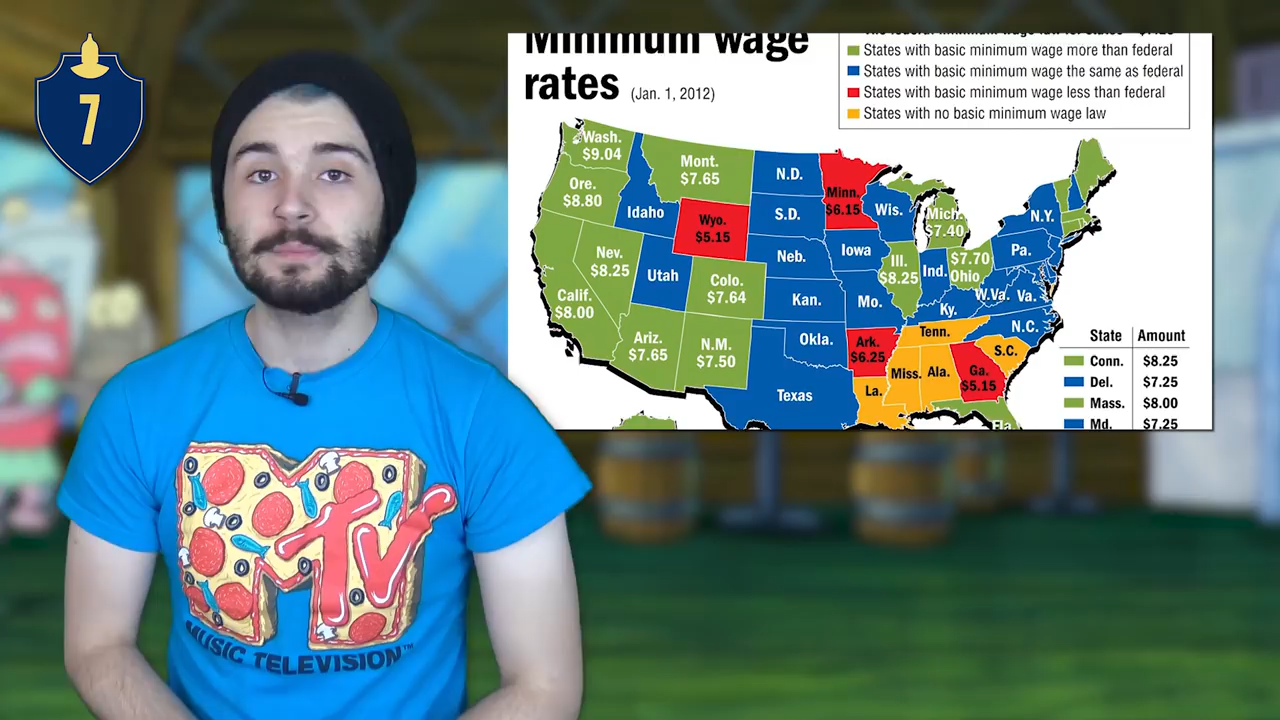 7
Minimum wage
rates (Jan. 1, 2012)
States with basic minimum wage more than federal
States with basic minimum wage the same as federal
States with basic minimum wage less than federal
States with no basic minimum wage law
Wash.
$9.04
Ore.
$8.80
Mont.
$7.65
Idaho
Wyo.
$5.15
N.D.
S.D.
Minn.
$6.15
Wis.
Mich.
$7.40
N.Y.
Nev.
$8.25
Utah
Colo.
$7.64
Neb.
Iowa
Ill.
$8.25
Ind.
$7.70
Ohio
Pa.
Calif.
$8.00
Kan.
Mo.
Ky.
W.Va.
Va.
Ariz.
$7.65
N.M.
$7.50
Okla.
Ark.
$6.25
Tenn.
N.C.
S.C.
Texas
La.
Miss.
Ala.
Ga.
$5.15
Fla.
State Amount
Conn. $8.25
Del. $7.25
Mass. $8.00
Md. $7.25
MTV
MUSIC TELEVISION™